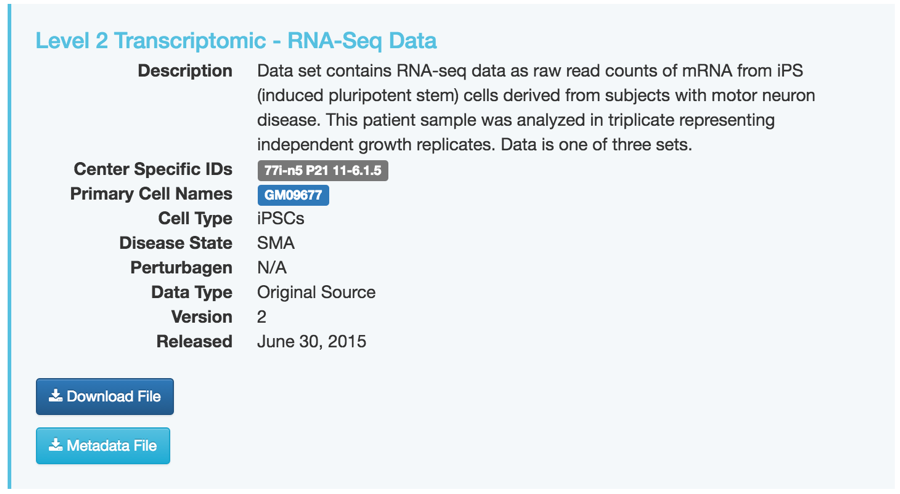 Level 2 Transcriptomic - RNA-Seq Data
Description Data set contains RNA-seq data as raw read counts of mRNA from iPS
(induced pluripotent stem) cells derived from subjects with motor neuron
disease. This patient sample was analyzed in triplicate representing
independent growth replicates. Data is one of three sets.
Center Specific IDs 77i-n5 P21 11-6.1.5
Primary Cell Names GM09677
Cell Type iPSCs
Disease State SMA
Perturbagen N/A
Data Type Original Source
Version 2
Released June 30, 2015
Download File
Metadata File